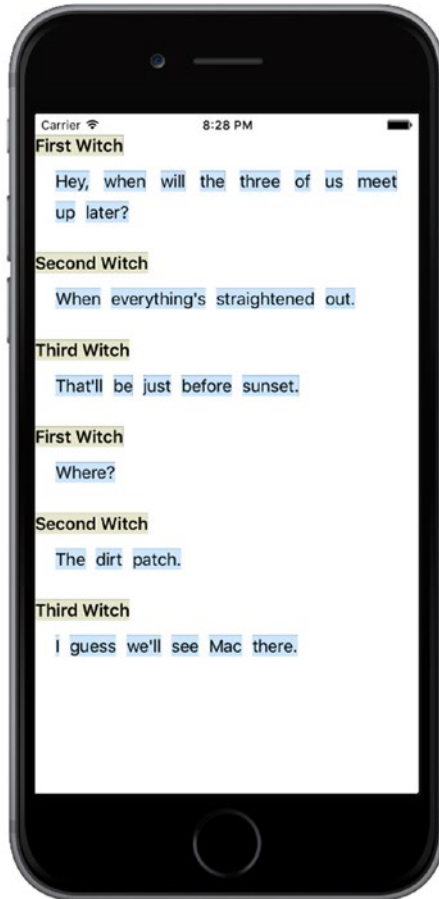 Carrier 8:28 PM
First Witch
Hey, when will the three of us meet
up later?
Second Witch
When everything's straightened out.
Third Witch
That'll be just before sunset.
First Witch
Where?
Second Witch
The dirt patch.
Third Witch
I guess we'll see Mac there.